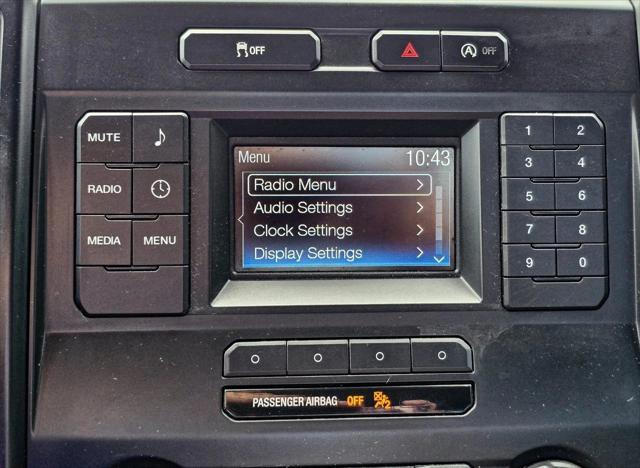 OFF
A OFF
MUTE
RADIO
MEDIA MENU
Menu 10:43
Radio Menu >
Audio Settings >
Clock Settings >
Display Settings >
1 2
3 4
5 6
7 8
9 0
PASSENGER AIRBAG OFF 2